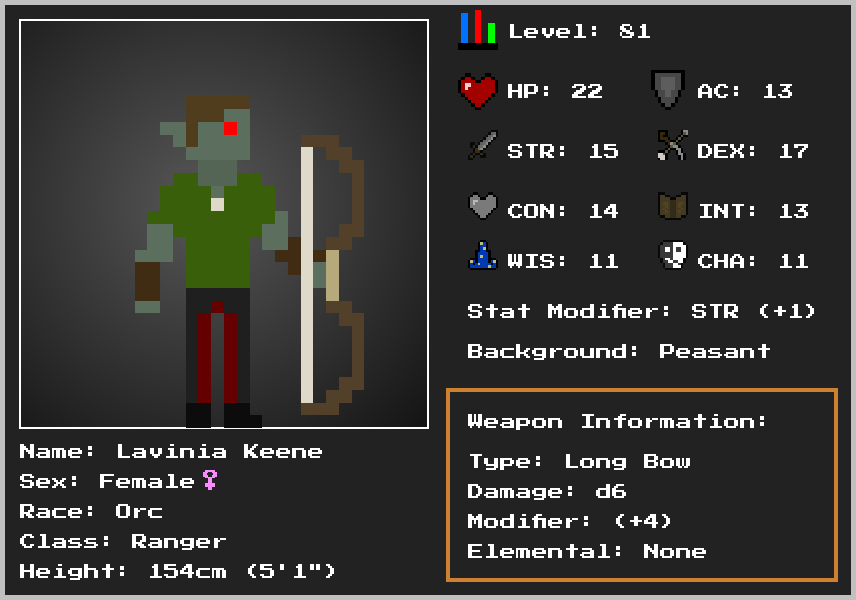 Level: 81
HP: 22 AC: 13
STR: 15 DEX: 17
CON: 14 INT: 13
WIS: 11 CHA: 11
Stat Modifier: STR (+1)
Background: Peasant
Weapon Information:
Type: Long Bow
Damage: d6
Modifier: (+4)
Elemental: None
Name: Lavinia Keene
Sex: Female♀
Race: Orc
Class: Ranger
Height: 154cm (5'1")